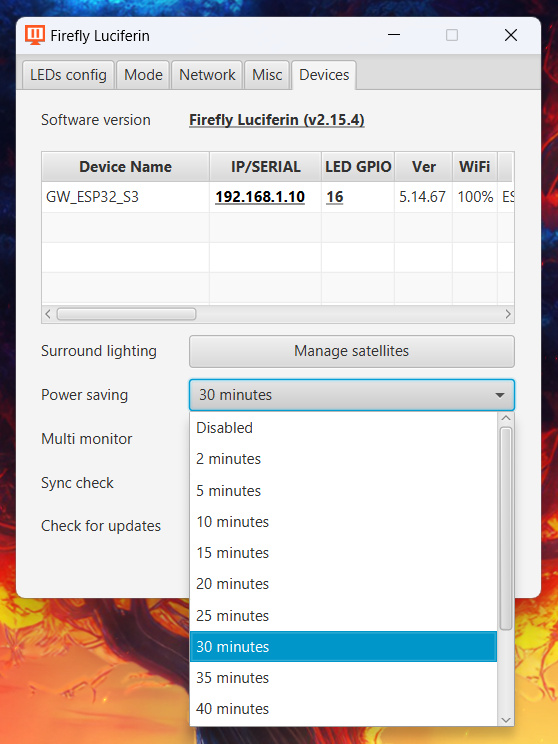 Firefly Luciferin
LEDs config Mode Network Misc Devices
Software version Firefly Luciferin (v2.15.4)
Device Name IP/SERIAL LED GPIO Ver WiFi
GW_ESP32_S3 192.168.1.10 16 5.14.67 100% ES
Surround lighting Manage satellites
Power saving 30 minutes
Multi monitor
Sync check
Check for updates
Disabled
2 minutes
5 minutes
10 minutes
15 minutes
20 minutes
25 minutes
30 minutes
35 minutes
40 minutes